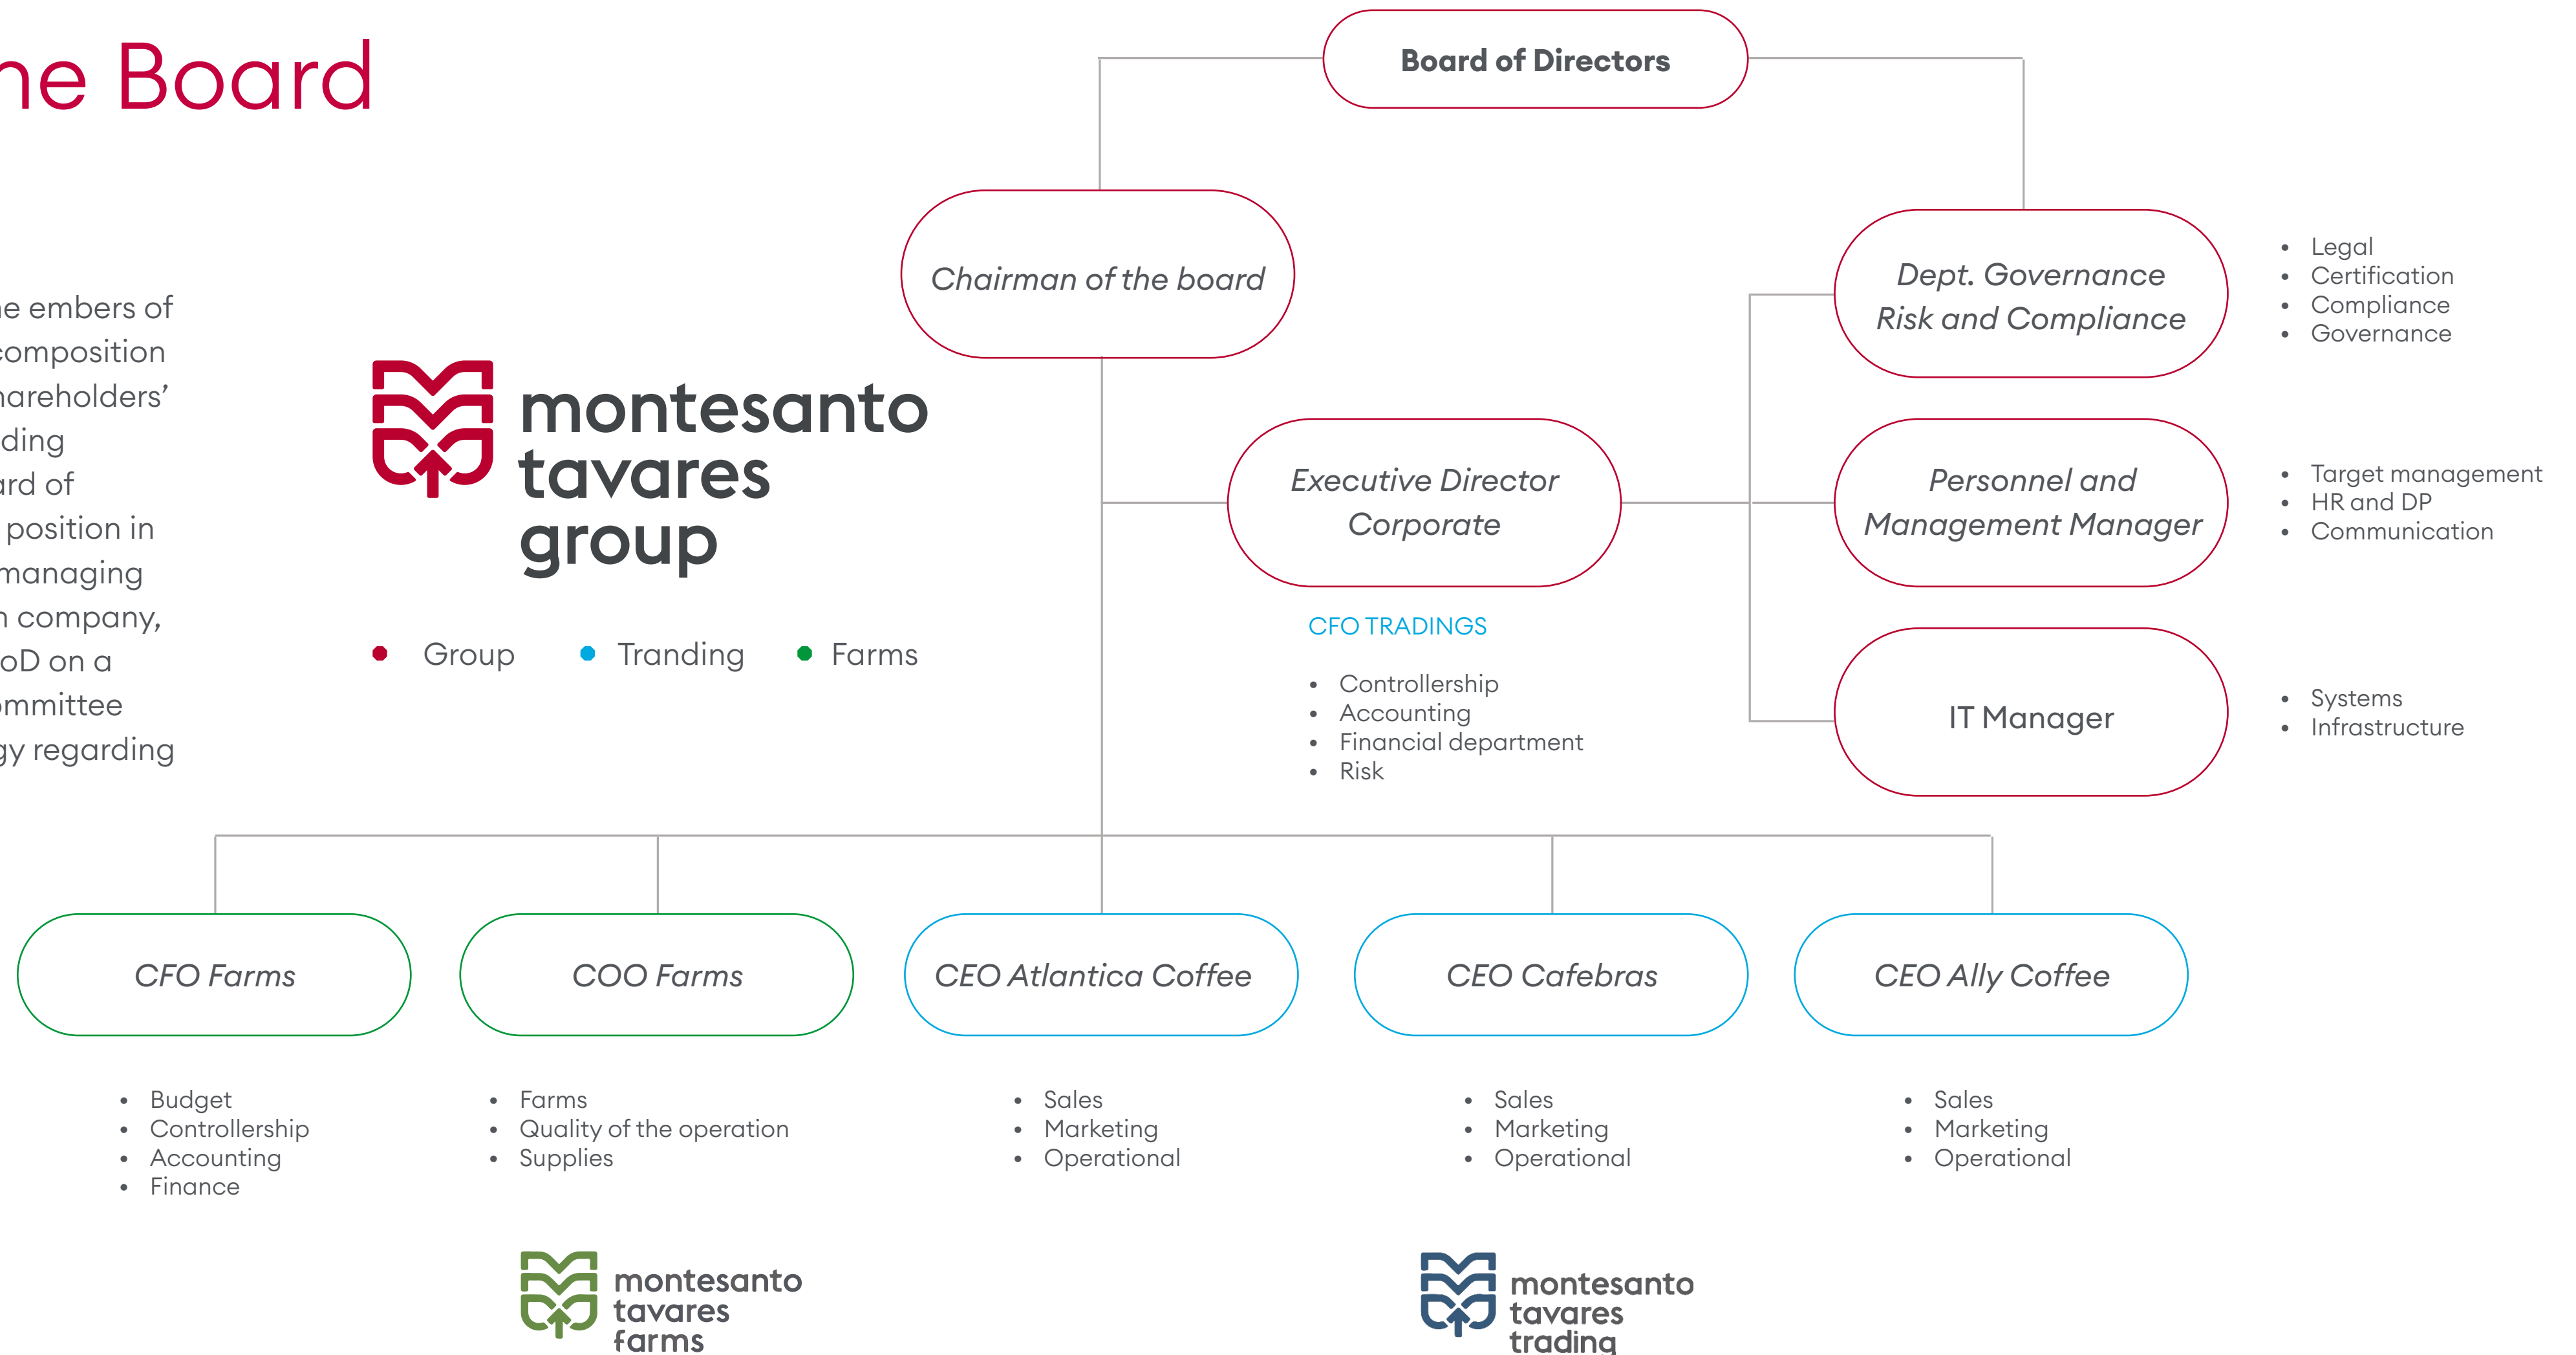 he Board
he embers of
composition
hareholders’
ding
ard of
position in
managing
company,
oD on a
ommittee
gy regarding
montesanto
tavares
group
Group
Tranding
Farms
Board of Directors
Chairman of the board
Dept. Governance
Risk and Compliance
Legal
Certification
Compliance
Governance
Executive Director
Corporate
CFO TRADINGS
Controllership
Accounting
Financial department
Risk
Personnel and
Management Manager
Target management
HR and DP
Communication
IT Manager
Systems
Infrastructure
CFO Farms
Budget
Controllership
Accounting
Finance
COO Farms
Farms
Quality of the operation
Supplies
CEO Atlantica Coffee
Sales
Marketing
Operational
CEO Cafebras
Sales
Marketing
Operational
CEO Ally Coffee
Sales
Marketing
Operational
montesanto
tavares
farms
montesanto
tavares
trading